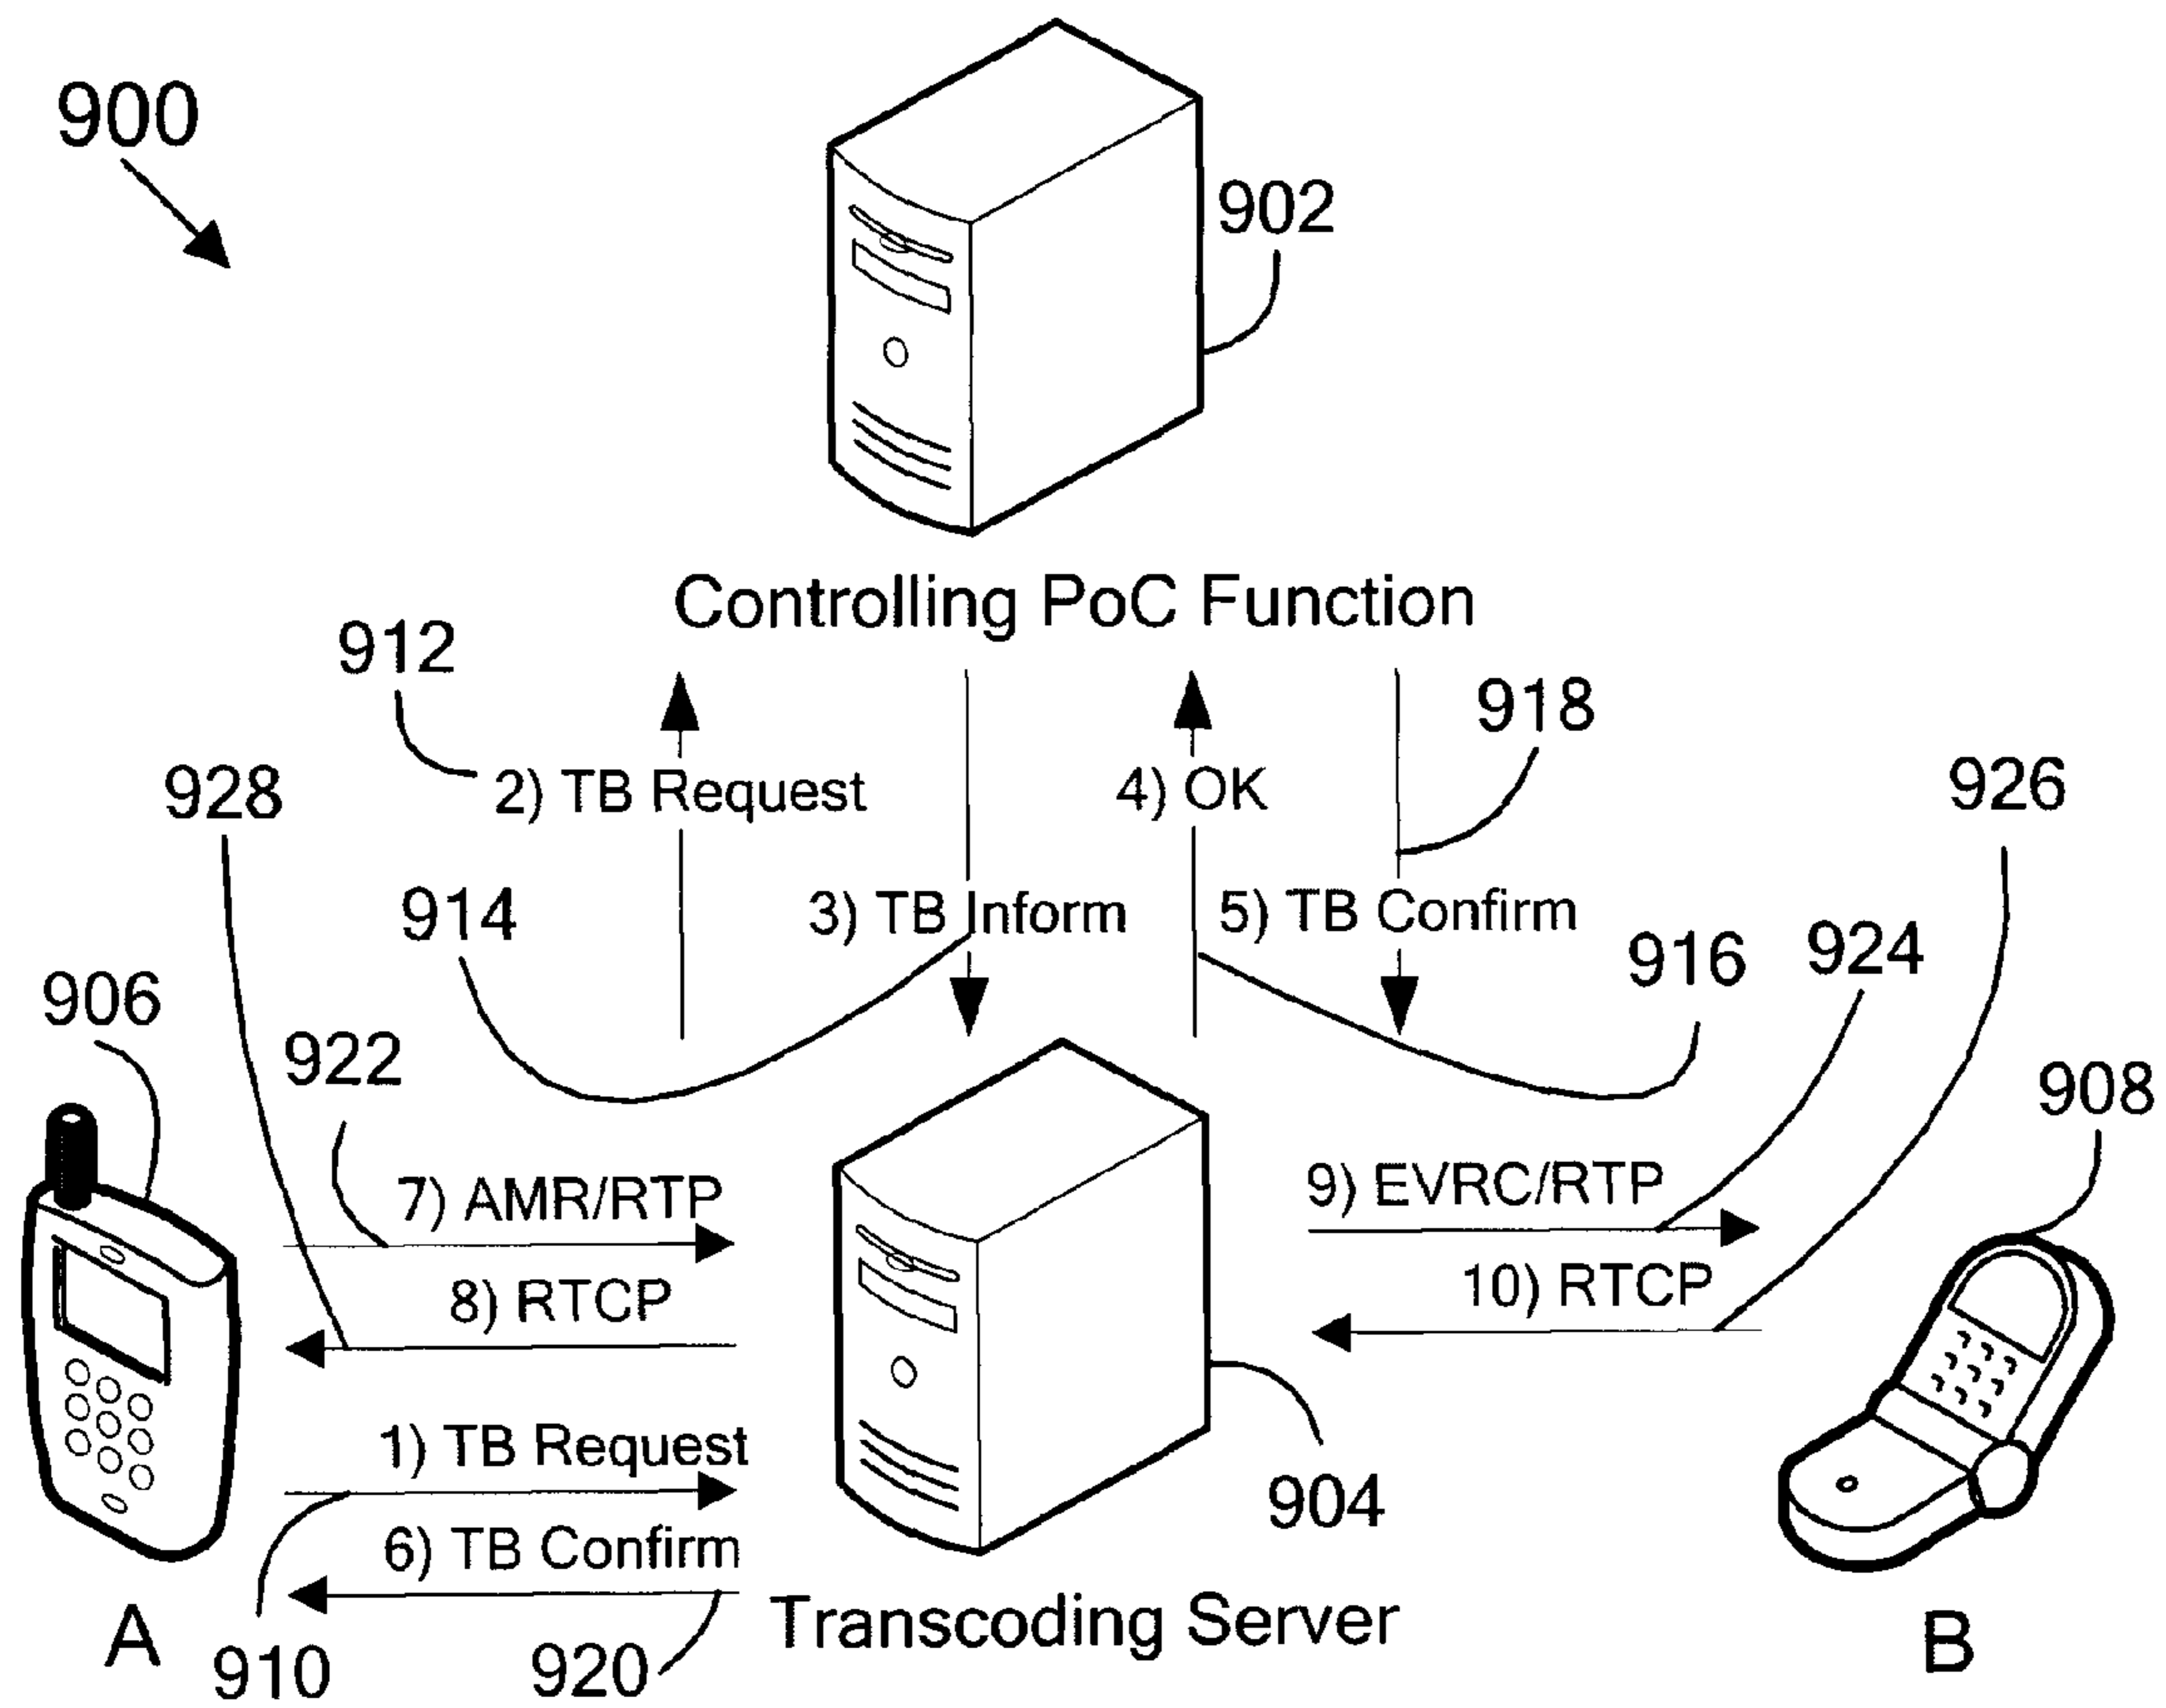 900
902
Controlling PoC Function
912
918
928
2) TB Request
4) OK
926
914
3) TB Inform
5) TB Confirm
916
924
906
922
908
7) AMR/RTP
9) EVRC/RTP
8) RTCP
10) RTCP
1) TB Request
904
6) TB Confirm
Transcoding Server
A
B
910
920